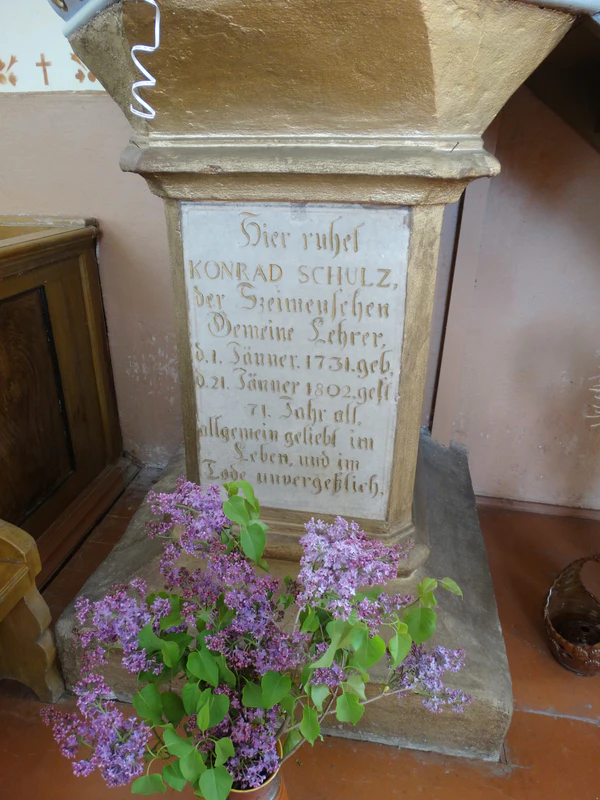 Hier ruhet
KONRAD SCHULZ,
der Szeimenschen
Gemeine Lehrer,
d. 1. Jänner. 1731. geb.
d. 21. Jänner 1802. gest
71. Jahr alt,
allgemein geliebt im
Leben, und im
Tode unvergeßlich.